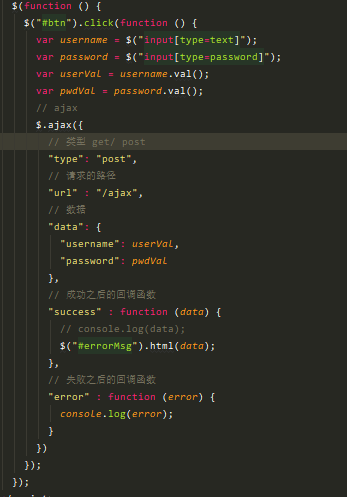 $(function () {
$("#btn").click(function () {
var username = $("input[type=text]");
var password = $("input[type=password]");
var userVal = username.val();
var pwdVal = password.val();
// ajax
$.ajax({
// 类型 get/ post
"type": "post",
// 请求的路径
"url" : "/ajax",
// 数据
"data": {
"username": userVal,
"password": pwdVal
},
// 成功之后的回调函数
"success" : function (data) {
// console.log(data);
$("#errorMsg").html(data);
},
// 失败之后的回调函数
"error" : function (error) {
console.log(error);
}
})
});
});